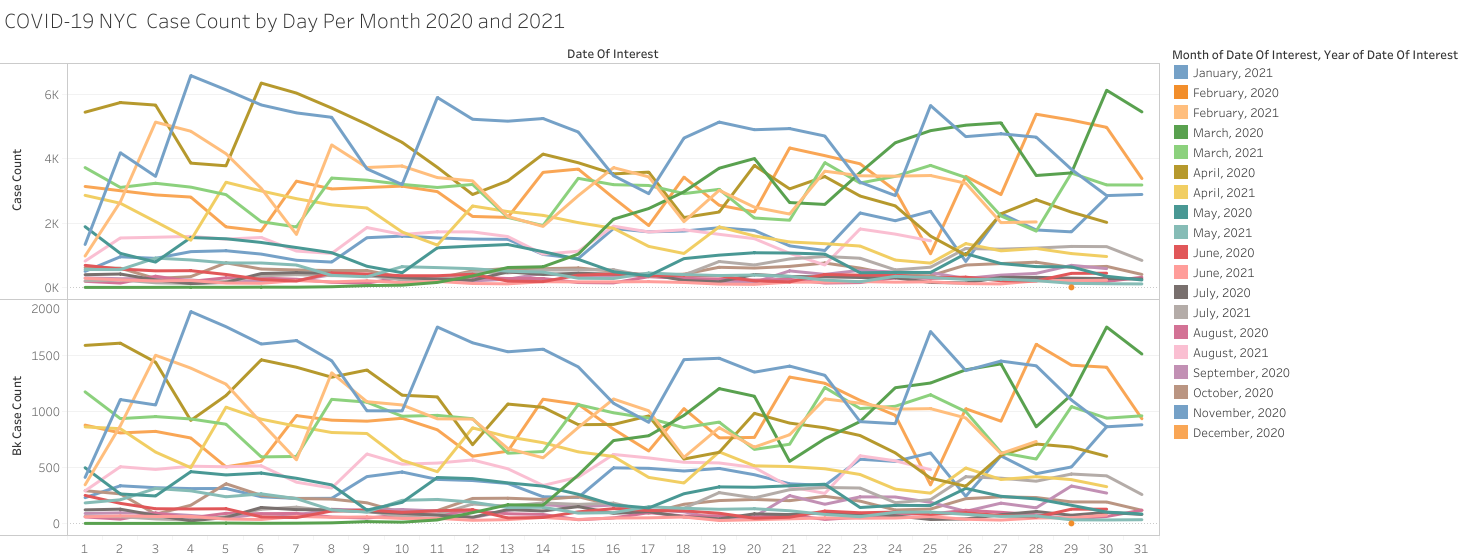 COVID-19 NYC  Case Count by Day Per Month 2020 and 2021
Date Of Interest
Month of Date Of Interest, Year of Date Of Interest
January, 2021
February, 2020
February, 2021
March, 2020
March, 2021
April, 2020
April, 2021
May, 2020
May, 2021
June, 2020
June, 2021
July, 2020
July, 2021
August, 2020
August, 2021
September, 2020
October, 2020
November, 2020
December, 2020
Case Count
6K
4K
2K
0K
Bk Case Count
2000
1500
1000
500
0
1 2 3 4 5 6 7 8 9 10 11 12 13 14 15 16 17 18 19 20 21 22 23 24 25 26 27 28 29 30 31